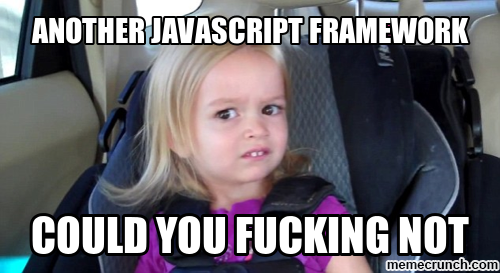 ANOTHER JAVASCRIPT FRAMEWORK
COULD YOU FUCKING NOT
memecrunch.com